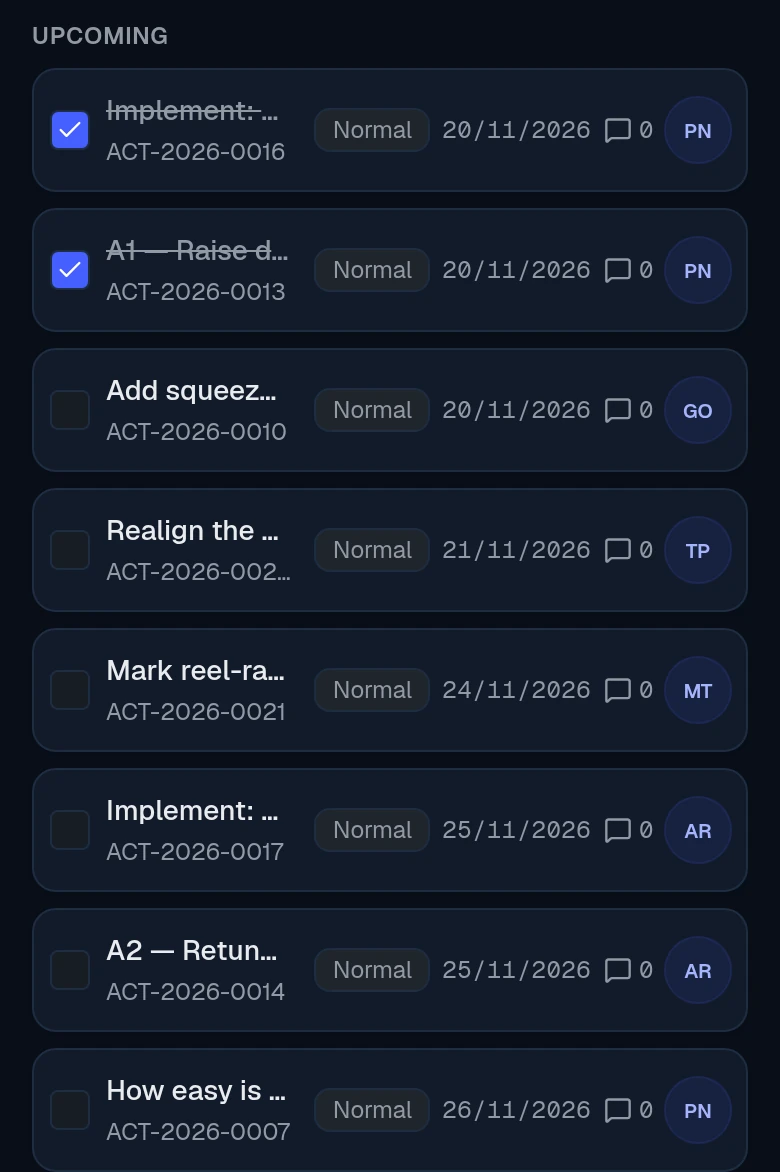 UPCOMING
Implement: ...
Normal 20/11/2026 0 PN
ACT-2026-0016
A1 — Raise d...
Normal 20/11/2026 0 PN
ACT-2026-0013
Add squeez...
Normal 20/11/2026 0 GO
ACT-2026-0010
Realign the ...
Normal 21/11/2026 0 TP
ACT-2026-002...
Mark reel-ra...
Normal 24/11/2026 0 MT
ACT-2026-0021
Implement: ...
Normal 25/11/2026 0 AR
ACT-2026-0017
A2 — Retun...
Normal 25/11/2026 0 AR
ACT-2026-0014
How easy is ...
Normal 26/11/2026 0 PN
ACT-2026-0007